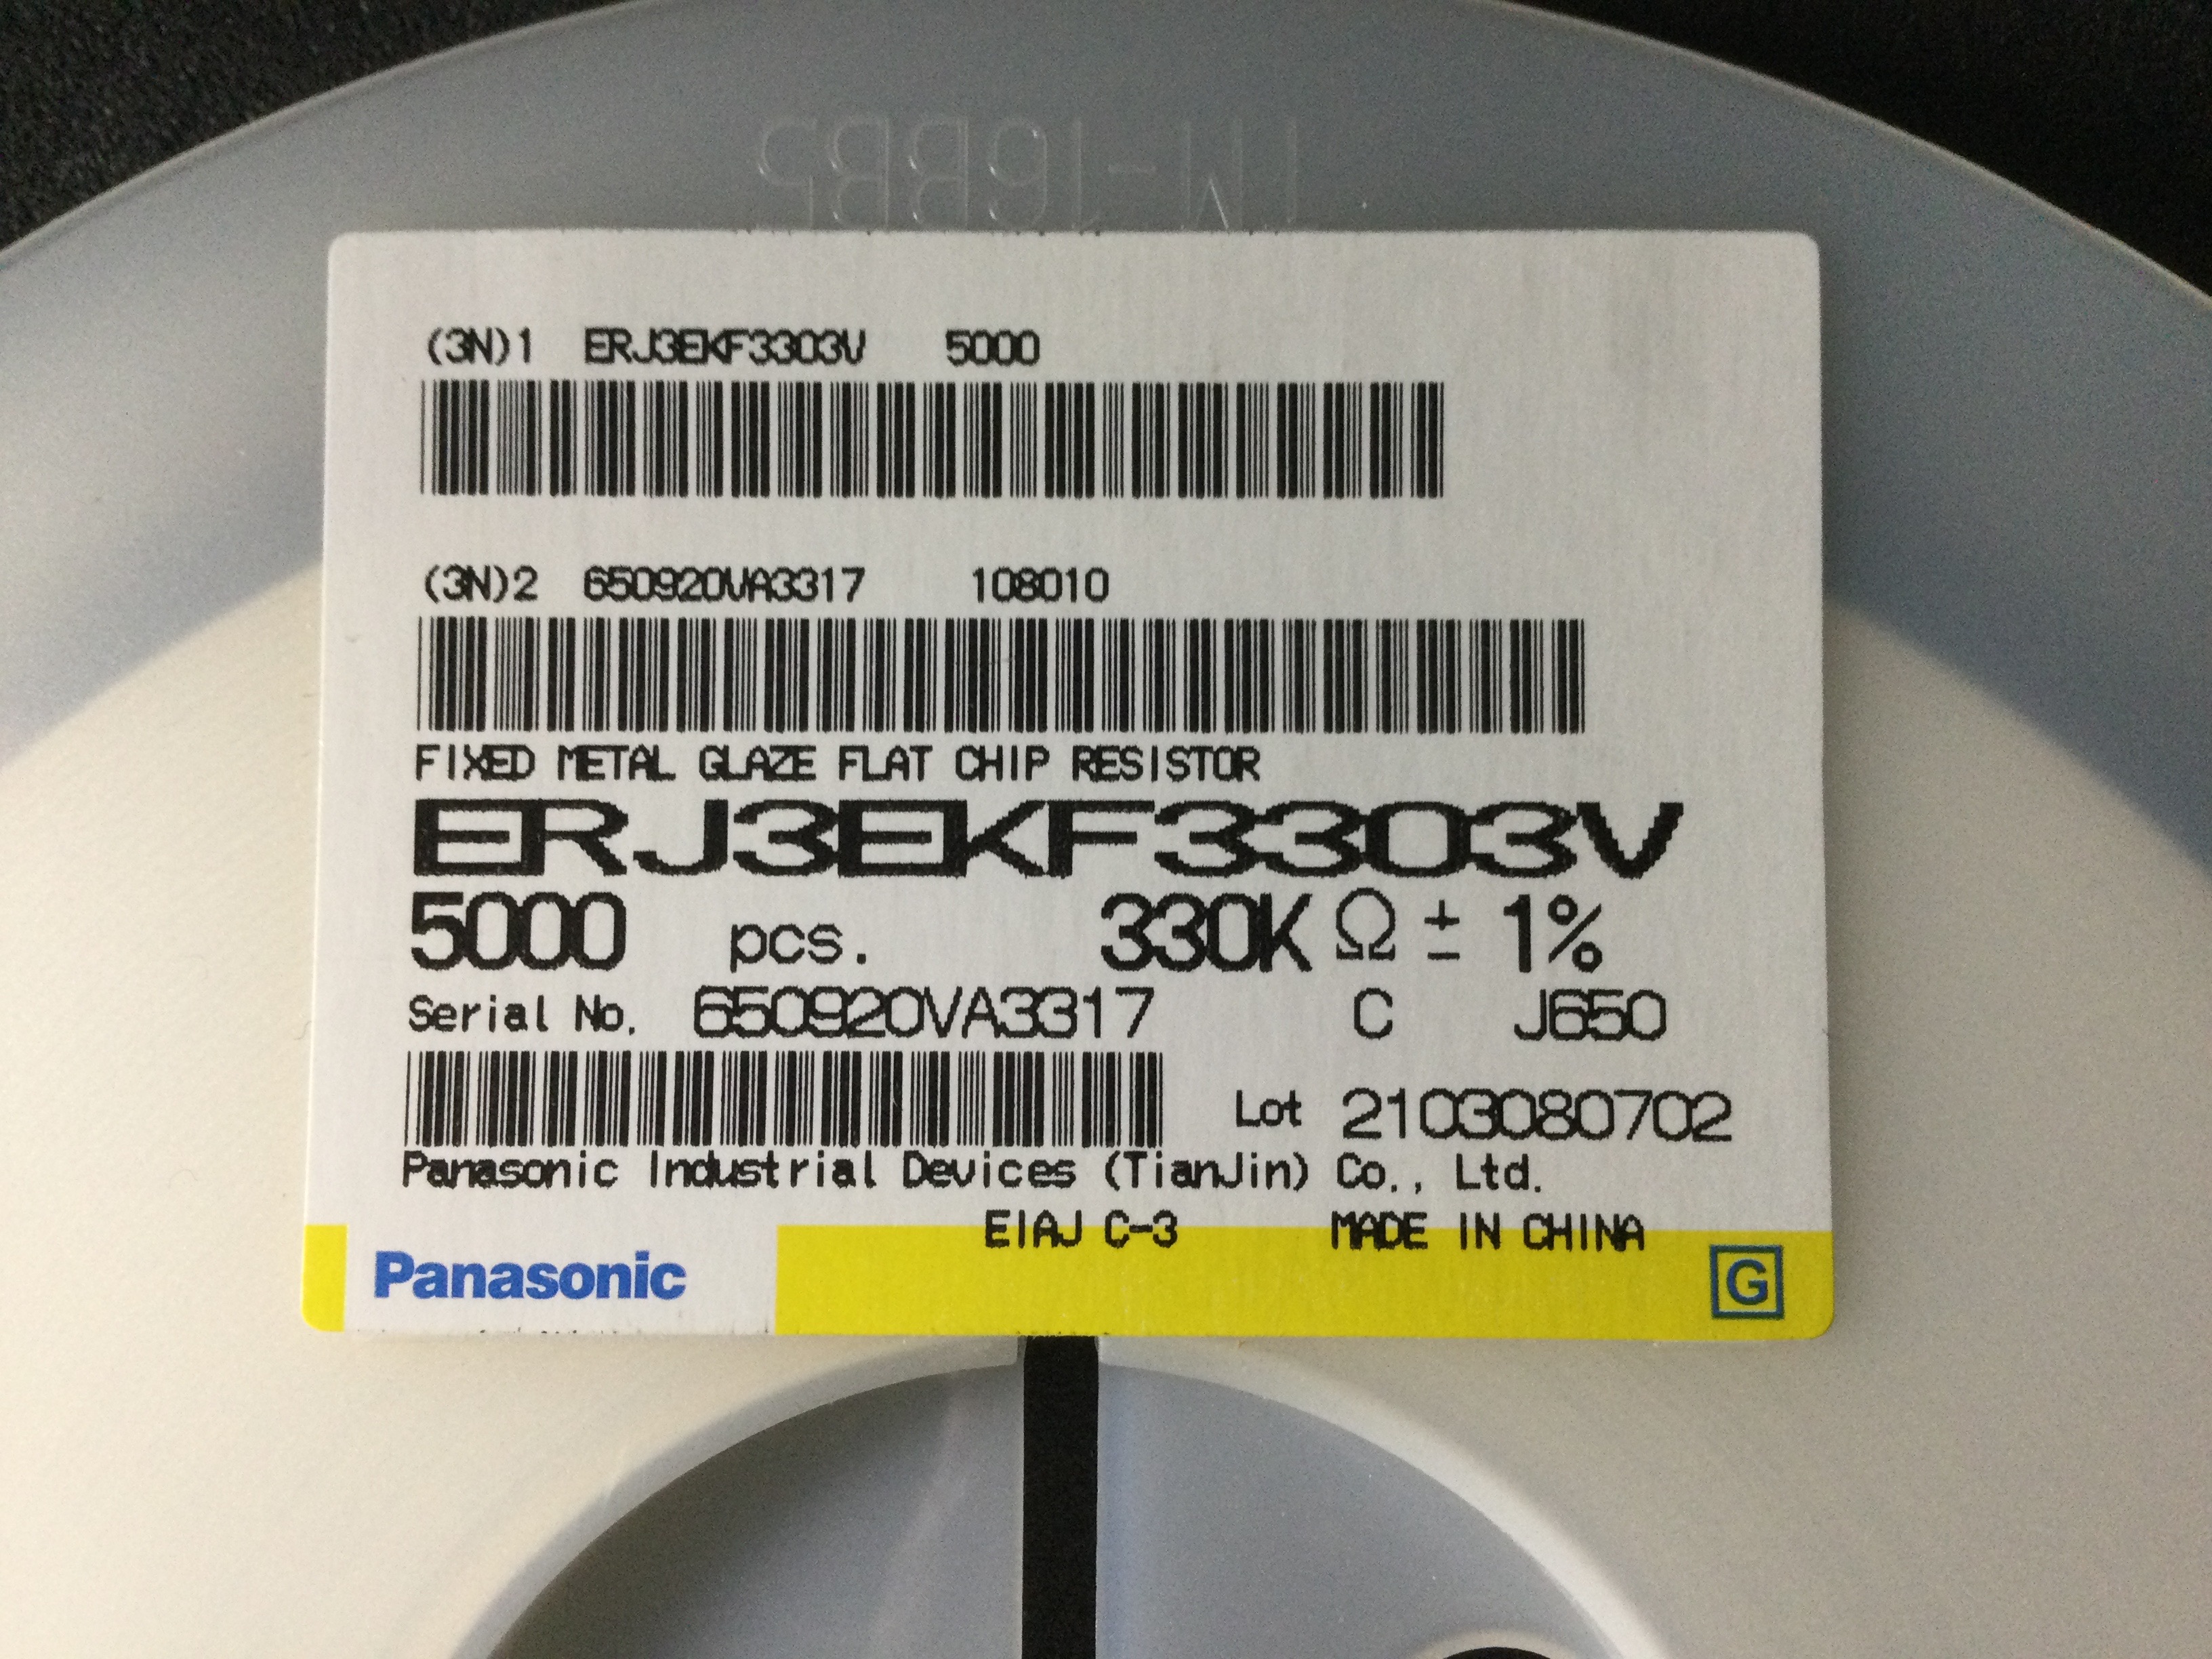 (3N)1 ERJ3EKF3303V 5000
(3N)2 650920VA3317 108010
FIXED METAL GLAZE FLAT CHIP RESISTOR
ERJ3EKF3303V
5000 pcs. 330K Ω ± 1%
Serial No. 650920VA3317 C J650
Lot 2103080702
Panasonic Industrial Devices (TianJin) Co., Ltd.
EIAJ C-3 MADE IN CHINA
Panasonic G